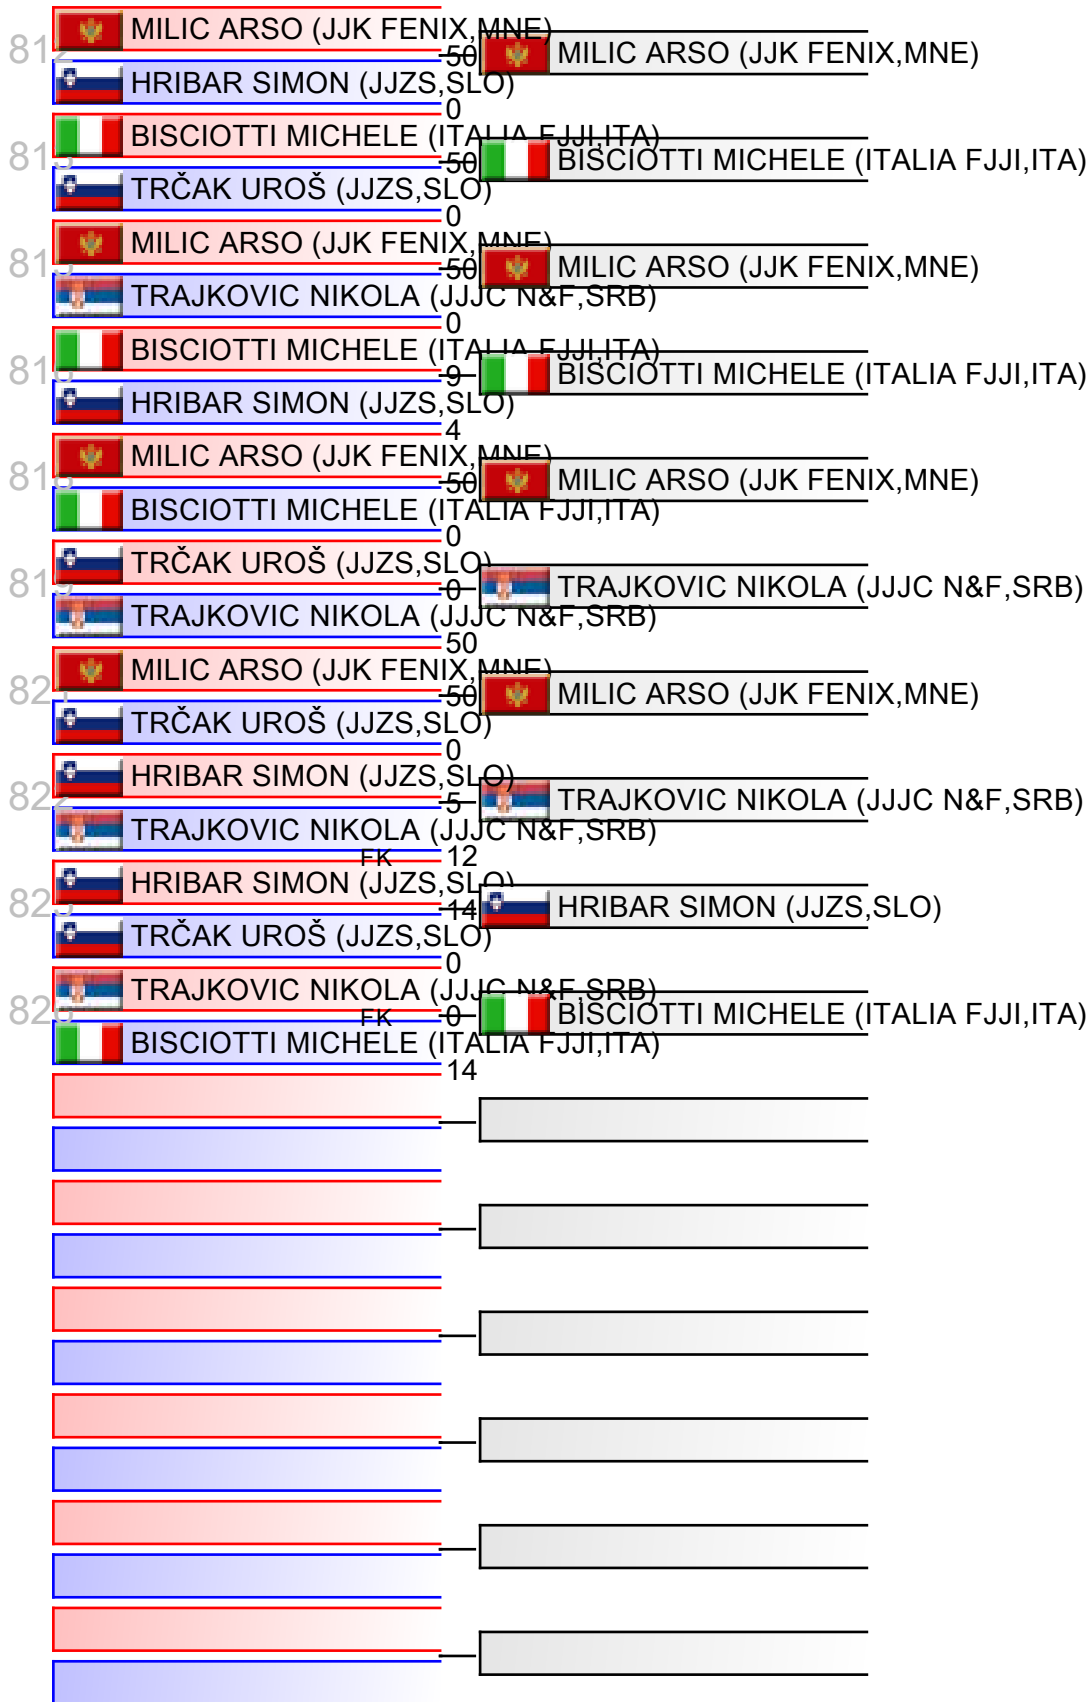 MILIC ARSO (JJK FENIX,MNE)
812
50
MILIC ARSO (JJK FENIX,MNE)
HRIBAR SIMON (JJZS,SLO)
0
BISCIOTTI MICHELE (ITALIA FJJI,ITA)
50
BISCIOTTI MICHELE (ITALIA FJJI,ITA)
TRČAK UROŠ (JJZS,SLO)
0
MILIC ARSO (JJK FENIX,MNE)
50
MILIC ARSO (JJK FENIX,MNE)
TRAJKOVIC NIKOLA (JJJC N&F,SRB)
0
BISCIOTTI MICHELE (ITALIA FJJI,ITA)
9
BISCIOTTI MICHELE (ITALIA FJJI,ITA)
HRIBAR SIMON (JJZS,SLO)
4
MILIC ARSO (JJK FENIX,MNE)
50
MILIC ARSO (JJK FENIX,MNE)
BISCIOTTI MICHELE (ITALIA FJJI,ITA)
0
TRČAK UROŠ (JJZS,SLO)
819
0
TRAJKOVIC NIKOLA (JJJC N&F,SRB)
TRAJKOVIC NIKOLA (JJJC N&F,SRB)
50
MILIC ARSO (JJK FENIX,MNE)
821
50
MILIC ARSO (JJK FENIX,MNE)
TRČAK UROŠ (JJZS,SLO)
0
HRIBAR SIMON (JJZS,SLO)
822
5
TRAJKOVIC NIKOLA (JJJC N&F,SRB)
TRAJKOVIC NIKOLA (JJJC N&F,SRB)
FK
12
HRIBAR SIMON (JJZS,SLO)
14
HRIBAR SIMON (JJZS,SLO)
TRČAK UROŠ (JJZS,SLO)
0
TRAJKOVIC NIKOLA (JJJC N&F,SRB)
FK
0
BISCIOTTI MICHELE (ITALIA FJJI,ITA)
BISCIOTTI MICHELE (ITALIA FJJI,ITA)
14